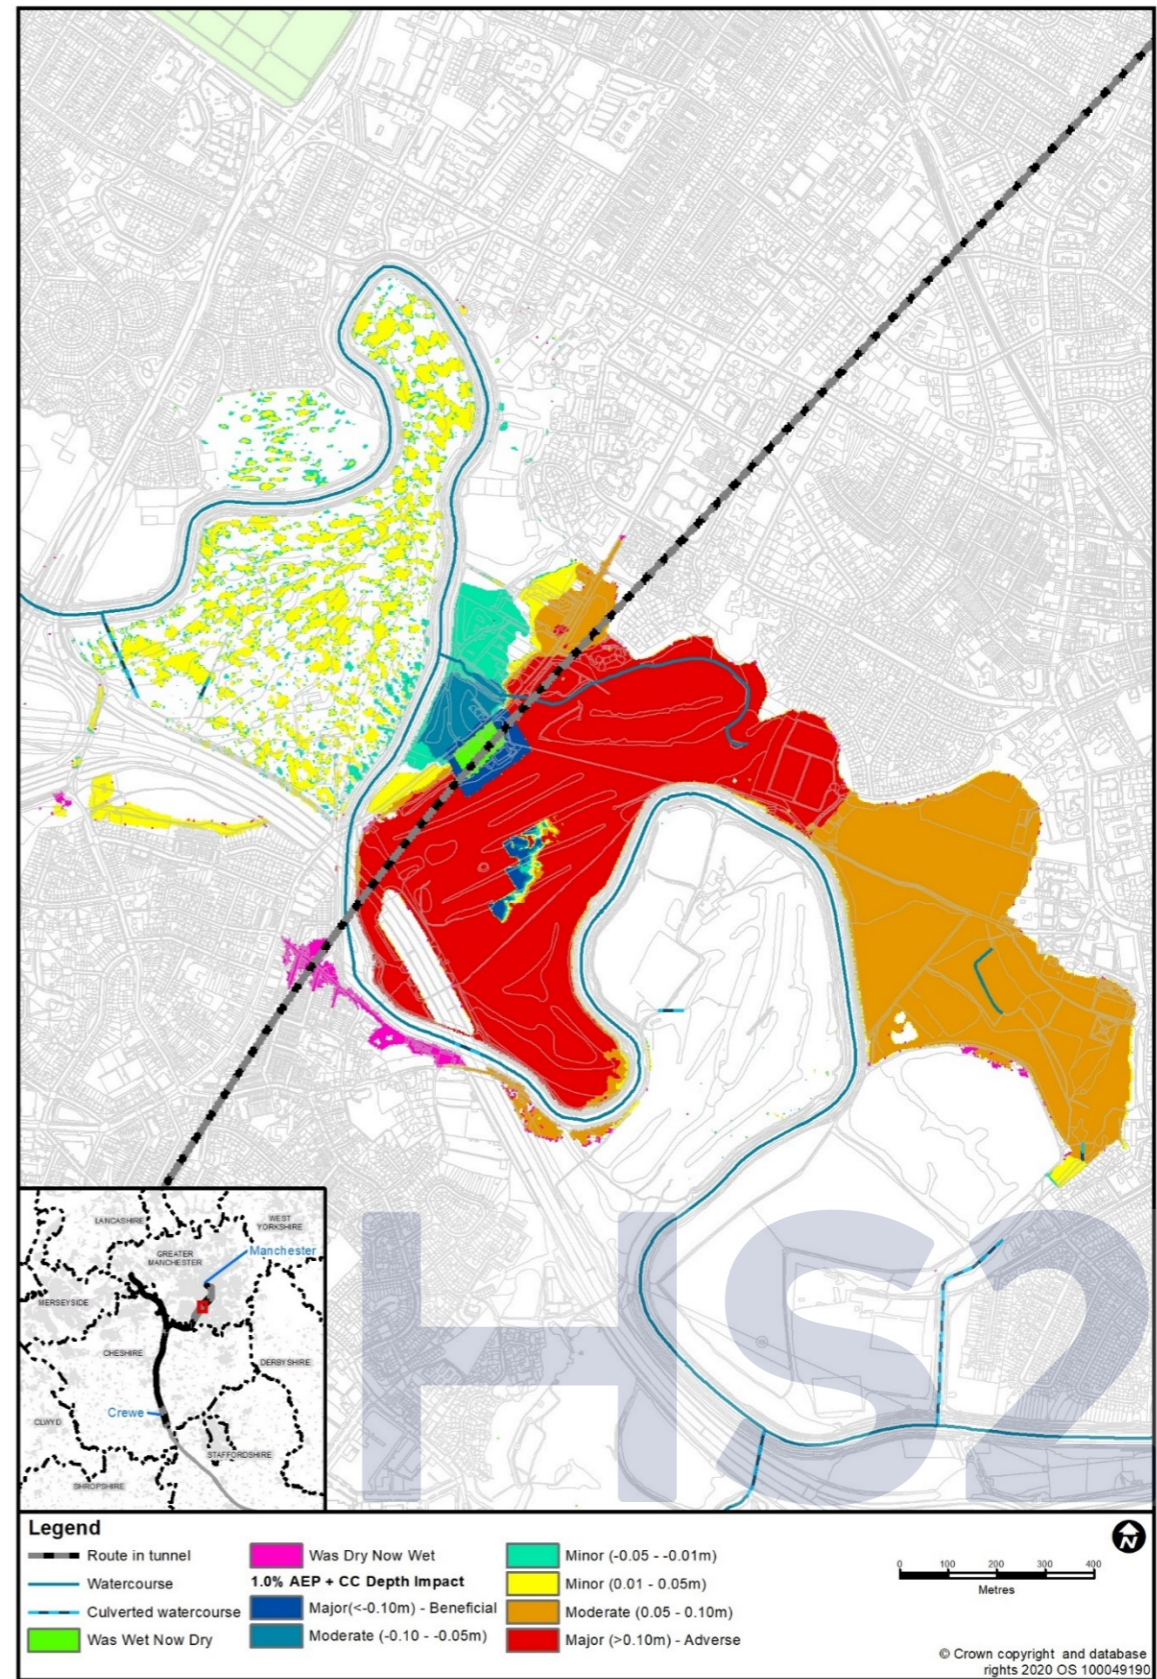 HS2
LANCASHIRE
WEST
YORKSHIRE
GREATER
MANCHESTER
Manchester
MERSEYSIDE
CHESHIRE
DERBYSHIRE
Crewe
CLWYD
STAFFORDSHIRE
SHROPSHIRE
Legend
Route in tunnel
Watercourse
Culverted watercourse
Was Wet Now Dry
Was Dry Now Wet
1.0% AEP + CC Depth Impact
Major(<-0.10m) - Beneficial
Moderate (-0.10 - -0.05m)
Minor (-0.05 - -0.01m)
Minor (0.01 - 0.05m)
Moderate (0.05 - 0.10m)
Major (>0.10m) - Adverse
N
0 100 200 300 400
Metres
© Crown copyright and database
rights 2020 OS 100049190